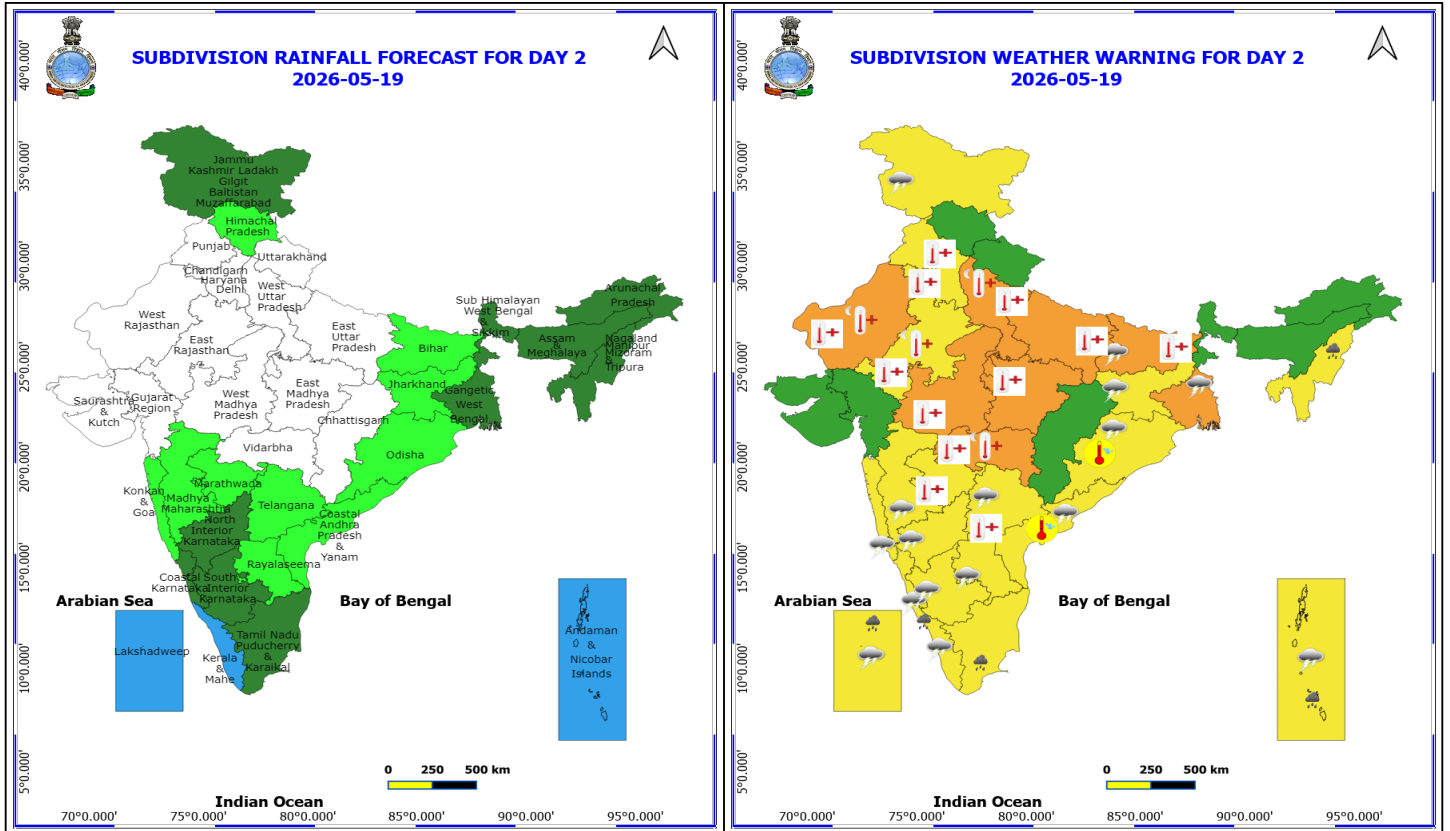 SUBDIVISION RAINFALL FORECAST FOR DAY 2
2026-05-19
40°0.000'
35°0.000'
30°0.000'
25°0.000'
20°0.000'
15°0.000'
10°0.000'
5°0.000'
Jammu
Kashmir Ladakh
Gilgit
Baltistan
Muzaffarabad
Himachal
Pradesh
Punjab
Uttarakhand
Chandigarh
Haryana
Delhi
West
Uttar
Pradesh
West
Rajasthan
East
Rajasthan
East
Uttar
Pradesh
Sub Himalayan
West Bengal
&
Sikkim
Arunachal
Pradesh
Assam
&
Meghalaya
Nagaland
Manipur
Mizoram
&
Tripura
Bihar
Jharkhand
Gangetic
West
Bengal
Saurashtra
&
Kutch
Gujarat
Region
West
Madhya
Pradesh
East
Madhya
Pradesh
Chhattisgarh
Vidarbha
Odisha
Konkan
&
Goa
Madhya
Maharashtra
Marathwada
Telangana
North
Interior
Karnataka
Coastal
Andhra
Pradesh
&
Yanam
Rayalaseema
Coastal
Karnataka
South
Interior
Karnataka
Arabian Sea
Bay of Bengal
Lakshadweep
Kerala
&
Mahe
Tamil Nadu
Puducherry
&
Karaikal
Andaman
&
Nicobar
Islands
0 250 500 km
Indian Ocean
70°0.000' 75°0.000' 80°0.000' 85°0.000' 90°0.000' 95°0.000'
SUBDIVISION WEATHER WARNING FOR DAY 2
2026-05-19
40°0.000'
35°0.000'
30°0.000'
25°0.000'
20°0.000'
15°0.000'
10°0.000'
5°0.000'
Arabian Sea
Bay of Bengal
0 250 500 km
Indian Ocean
70°0.000' 75°0.000' 80°0.000' 85°0.000' 90°0.000' 95°0.000'